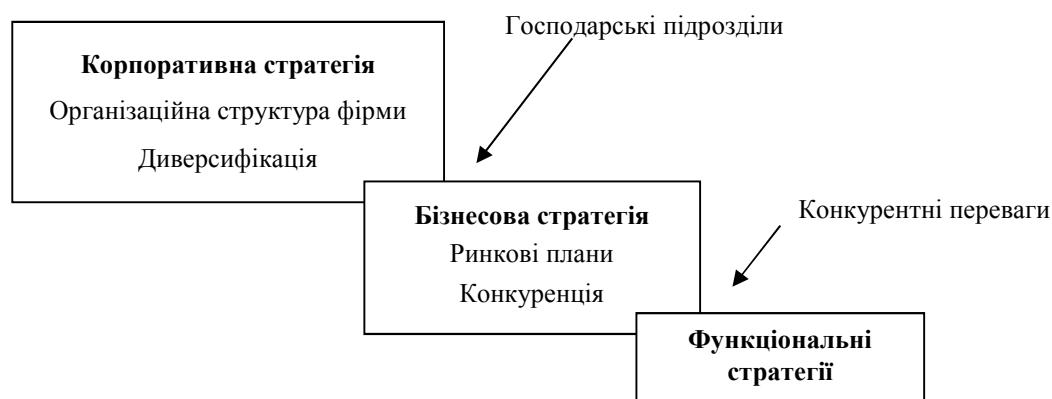 Господарські підрозділи
Корпоративна стратегія
Організаційна структура фірми
Диверсифікація
Бізнесова стратегія
Ринкові плани
Конкуренція
Конкурентні переваги
Функціональні
стратегії